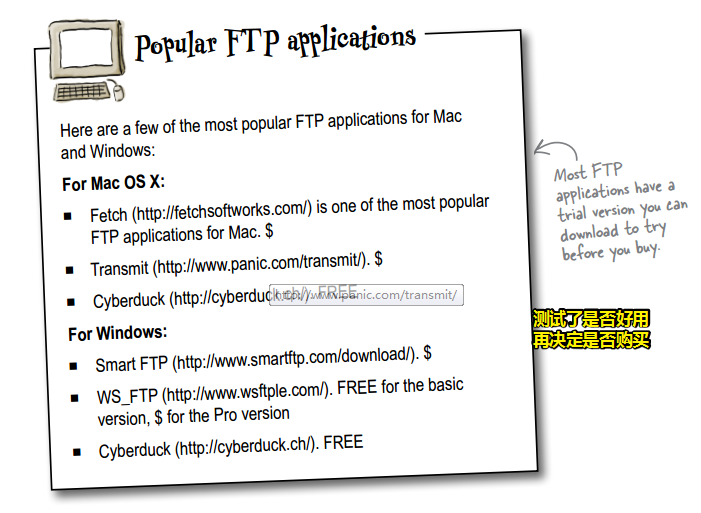 Popular FTP applications
Here are a few of the most popular FTP applications for Mac
and Windows:
For Mac OS X:
■ Fetch (http://fetchsoftworks.com/) is one of the most popular
FTP applications for Mac. $
■ Transmit (http://www.panic.com/transmit/). $
■ Cyberduck (http://cyberduck.ch/). FREE
http://www.panic.com/transmit/
For Windows:
■ Smart FTP (http://www.smartftp.com/download/). $
■ WS_FTP (http://www.wsftple.com/). FREE for the basic
version, $ for the Pro version
■ Cyberduck (http://cyberduck.ch/). FREE
Most FTP
applications have a
trial version you can
download to try
before you buy.
测试了是否好用
再决定是否购买